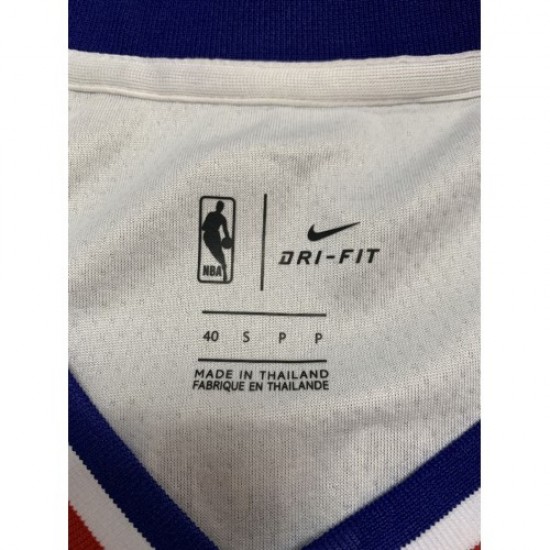 NBA
DRI-FIT
40 S P P
MADE IN THAILAND
FABRIQUE EN THAILANDE